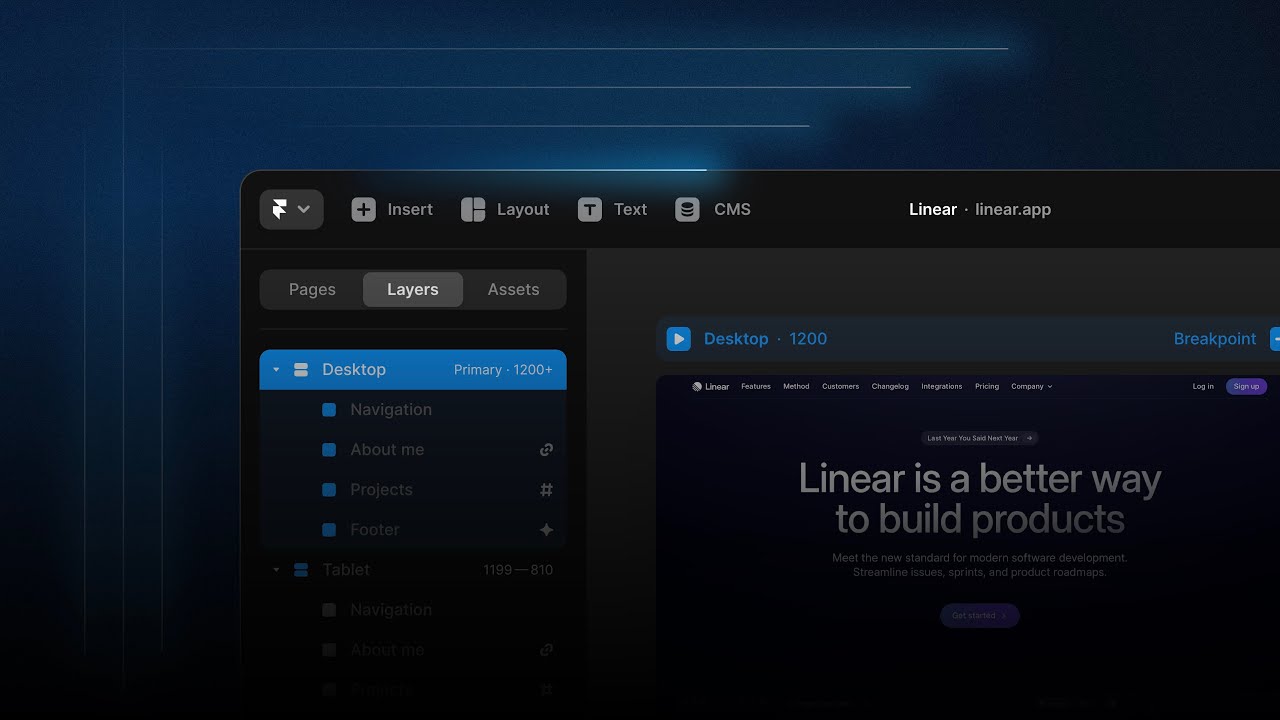 Insert Layout Text CMS Linear · linear.app
Pages Layers Assets
Desktop · 1200 Breakpoint
Desktop Primary · 1200+
Navigation
About me
Projects
Footer
Tablet 1199 — 810
Navigation
About me
Projects
Linear Features Method Customers Changelog Integrations Pricing Company Log in Sign up
Last Year You Said Next Year →
Linear is a better way
to build products
Meet the new standard for modern software development.
Streamline issues, sprints, and product roadmaps.
Get started